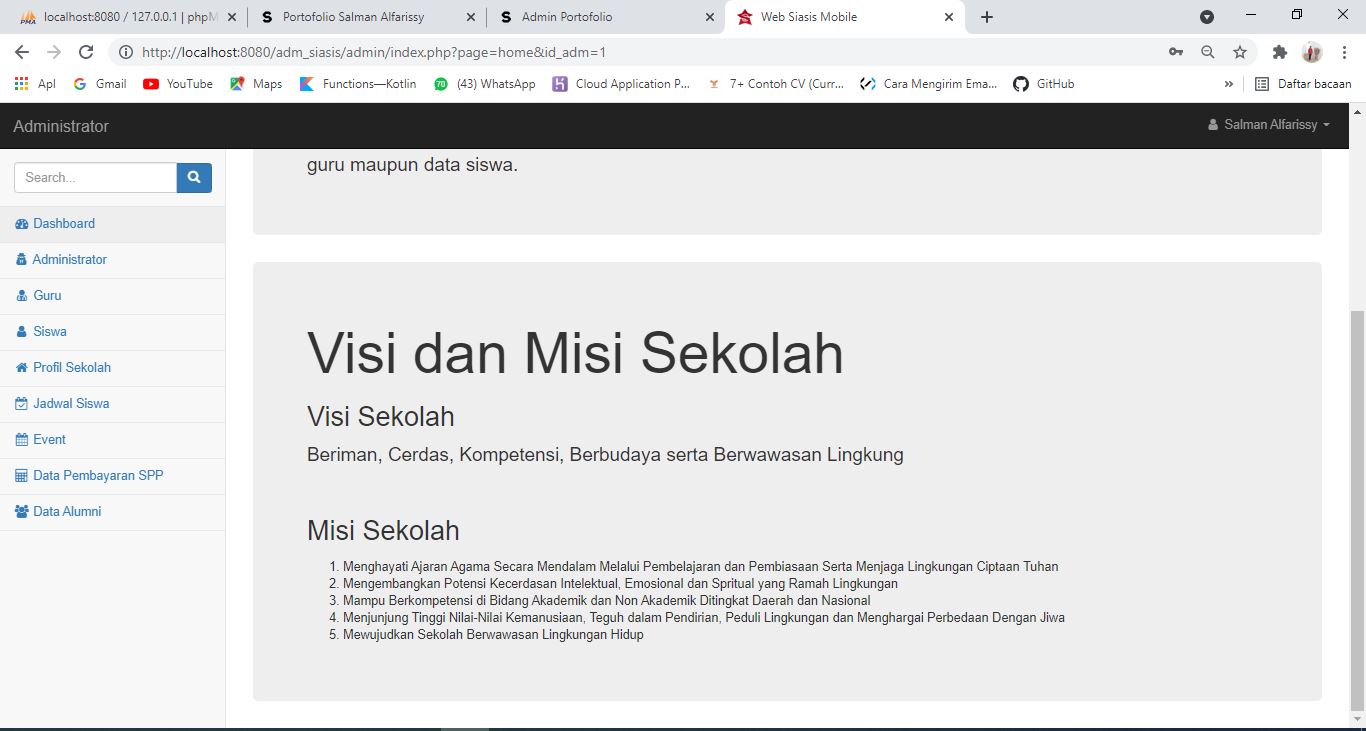 localhost:8080 / 127.0.0.1 | phpM
Portofolio Salman Alfarissy
Admin Portofolio
Web Siasis Mobile
http://localhost:8080/adm_siasis/admin/index.php?page=home&id_adm=1
Apl
Gmail
YouTube
Maps
Functions—Kotlin
(43) WhatsApp
Cloud Application P...
7+ Contoh CV (Curr...
Cara Mengirim Ema...
GitHub
»
Daftar bacaan
Administrator
Salman Alfarissy
Search...
Dashboard
Administrator
Guru
Siswa
Profil Sekolah
Jadwal Siswa
Event
Data Pembayaran SPP
Data Alumni
guru maupun data siswa.
Visi dan Misi Sekolah
Visi Sekolah
Beriman, Cerdas, Kompetensi, Berbudaya serta Berwawasan Lingkung
Misi Sekolah
1. Menghayati Ajaran Agama Secara Mendalam Melalui Pembelajaran dan Pembiasaan Serta Menjaga Lingkungan Ciptaan Tuhan
2. Mengembangkan Potensi Kecerdasan Intelektual, Emosional dan Spritual yang Ramah Lingkungan
3. Mampu Berkompetensi di Bidang Akademik dan Non Akademik Ditingkat Daerah dan Nasional
4. Menjunjung Tinggi Nilai-Nilai Kemanusiaan, Teguh dalam Pendirian, Peduli Lingkungan dan Menghargai Perbedaan Dengan Jiwa
5. Mewujudkan Sekolah Berwawasan Lingkungan Hidup